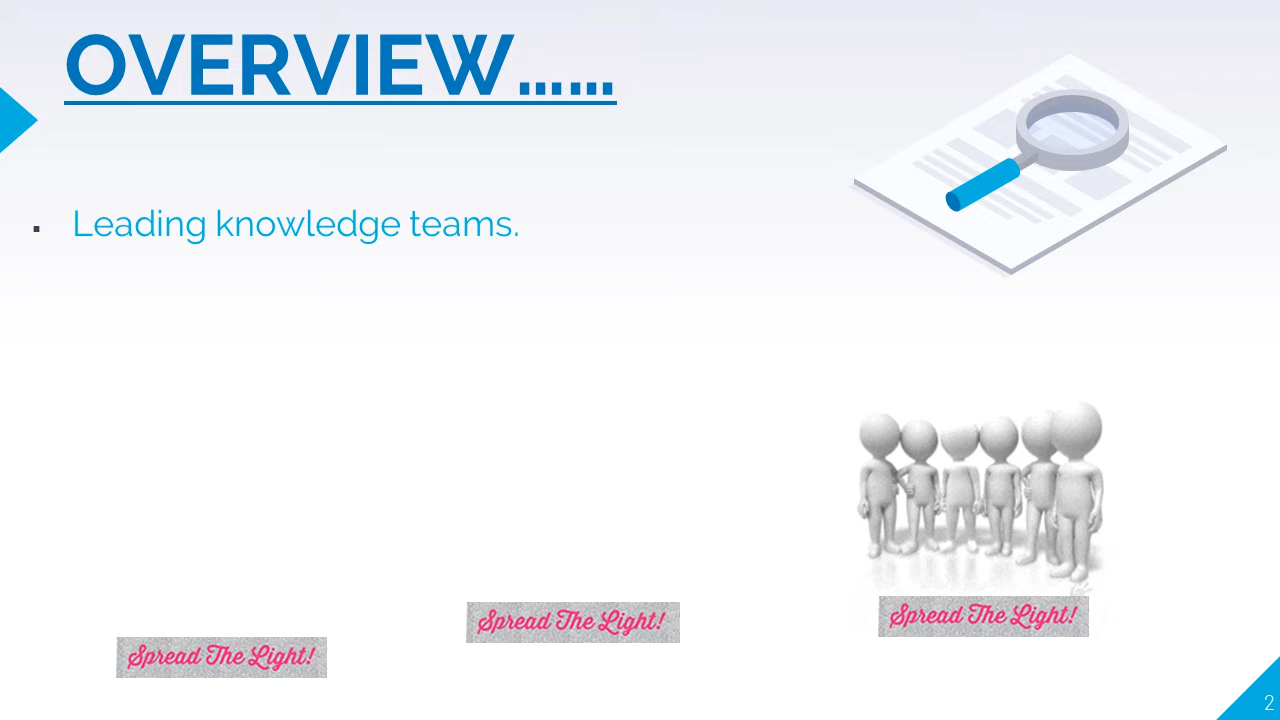 OVERVIEW……
▪ Leading knowledge teams.
Spread The Light!
Spread The Light!
Spread The Light!
2